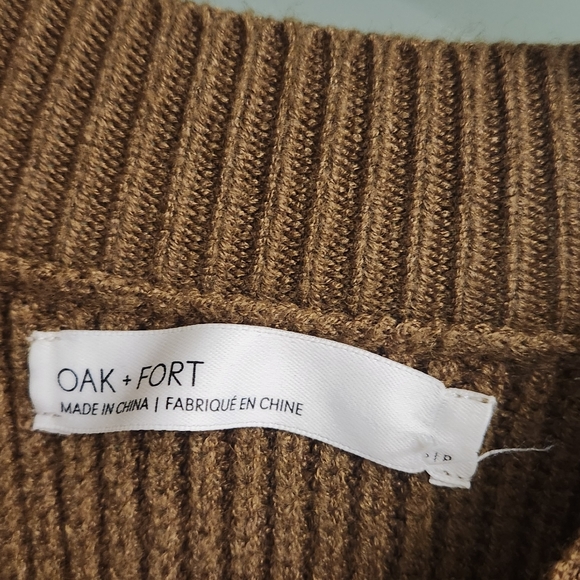 OAK + FORT
MADE IN CHINA | FABRIQUÉ EN CHINE